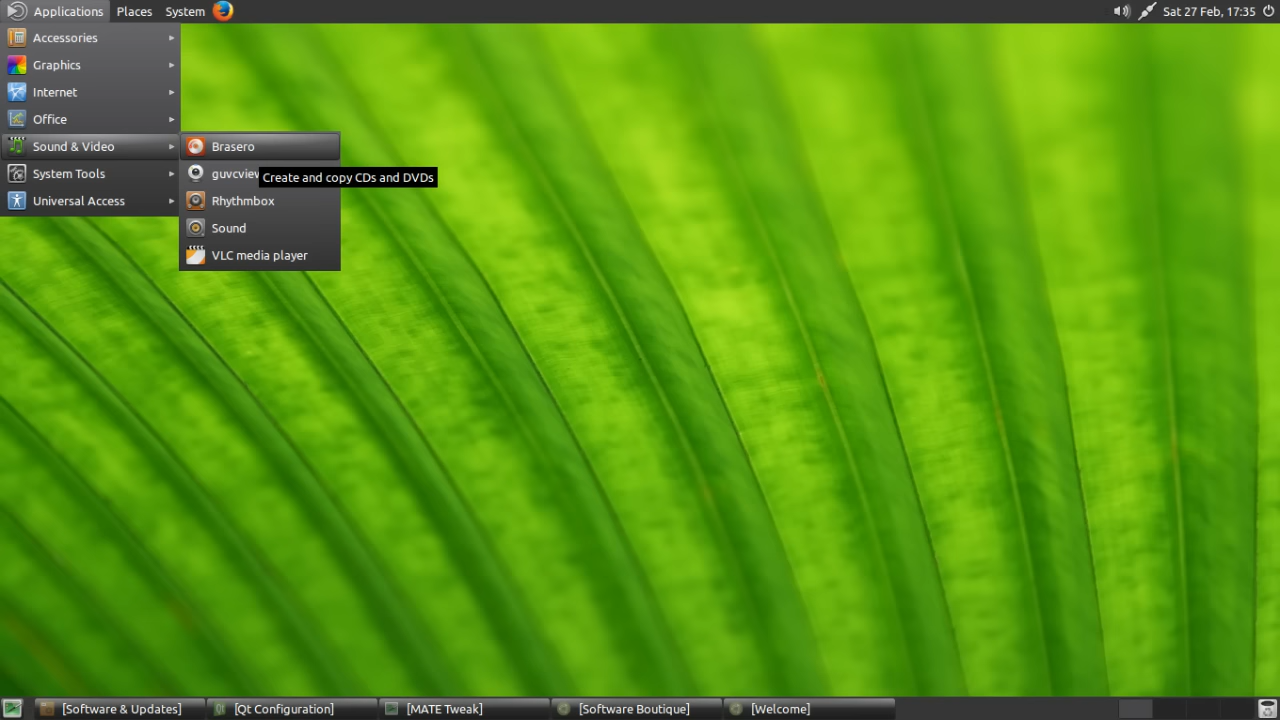 Applications Places System Sat 27 Feb, 17:35
Accessories
Graphics
Internet
Office
Sound & Video
System Tools
Universal Access
Brasero
guvcview
Create and copy CDs and DVDs
Rhythmbox
Sound
VLC media player
[Software & Updates] [Qt Configuration] [MATE Tweak] [Software Boutique] [Welcome]